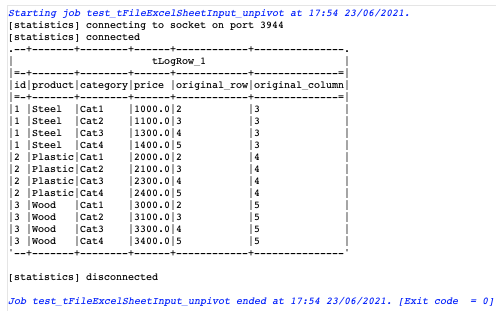 Starting job test_tFileExcelSheetInput_unpivot at 17:54 23/06/2021.
[statistics] connecting to socket on port 3944
[statistics] connected
.--+-------+--------+------+------------+---------------.
|                      tLogRow_1                        |
|=-+-------+--------+------+------------+--------------=|
|id|product|category|price |original_row|original_column|
|=-+-------+--------+------+------------+--------------=|
|1 |Steel  |Cat1    |1000.0|2           |3              |
|1 |Steel  |Cat2    |1100.0|3           |3              |
|1 |Steel  |Cat3    |1300.0|4           |3              |
|1 |Steel  |Cat4    |1400.0|5           |3              |
|2 |Plastic|Cat1    |2000.0|2           |4              |
|2 |Plastic|Cat2    |2100.0|3           |4              |
|2 |Plastic|Cat3    |2300.0|4           |4              |
|2 |Plastic|Cat4    |2400.0|5           |4              |
|3 |Wood   |Cat1    |3000.0|2           |5              |
|3 |Wood   |Cat2    |3100.0|3           |5              |
|3 |Wood   |Cat3    |3300.0|4           |5              |
|3 |Wood   |Cat4    |3400.0|5           |5              |
'--+-------+--------+------+------------+---------------'
[statistics] disconnected
Job test_tFileExcelSheetInput_unpivot ended at 17:54 23/06/2021. [Exit code  = 0]